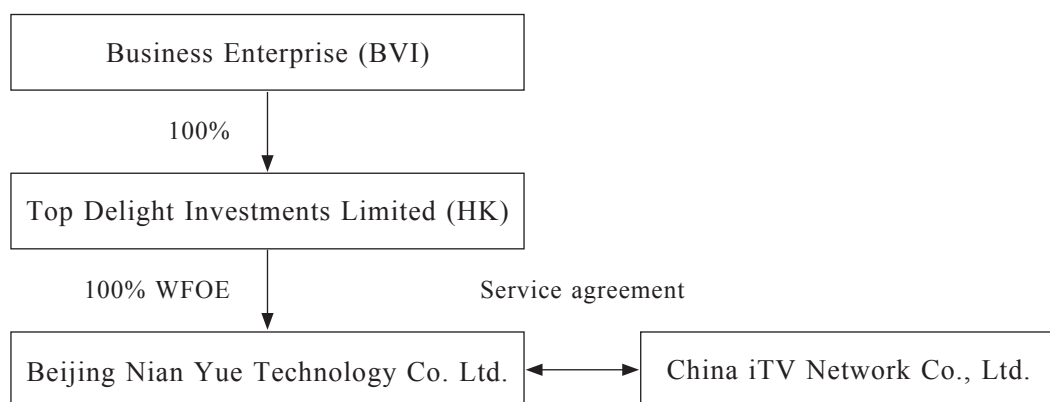 Business Enterprise (BVI)
100%
Top Delight Investments Limited (HK)
100% WFOE
Service agreement
Beijing Nian Yue Technology Co. Ltd.
China iTV Network Co., Ltd.